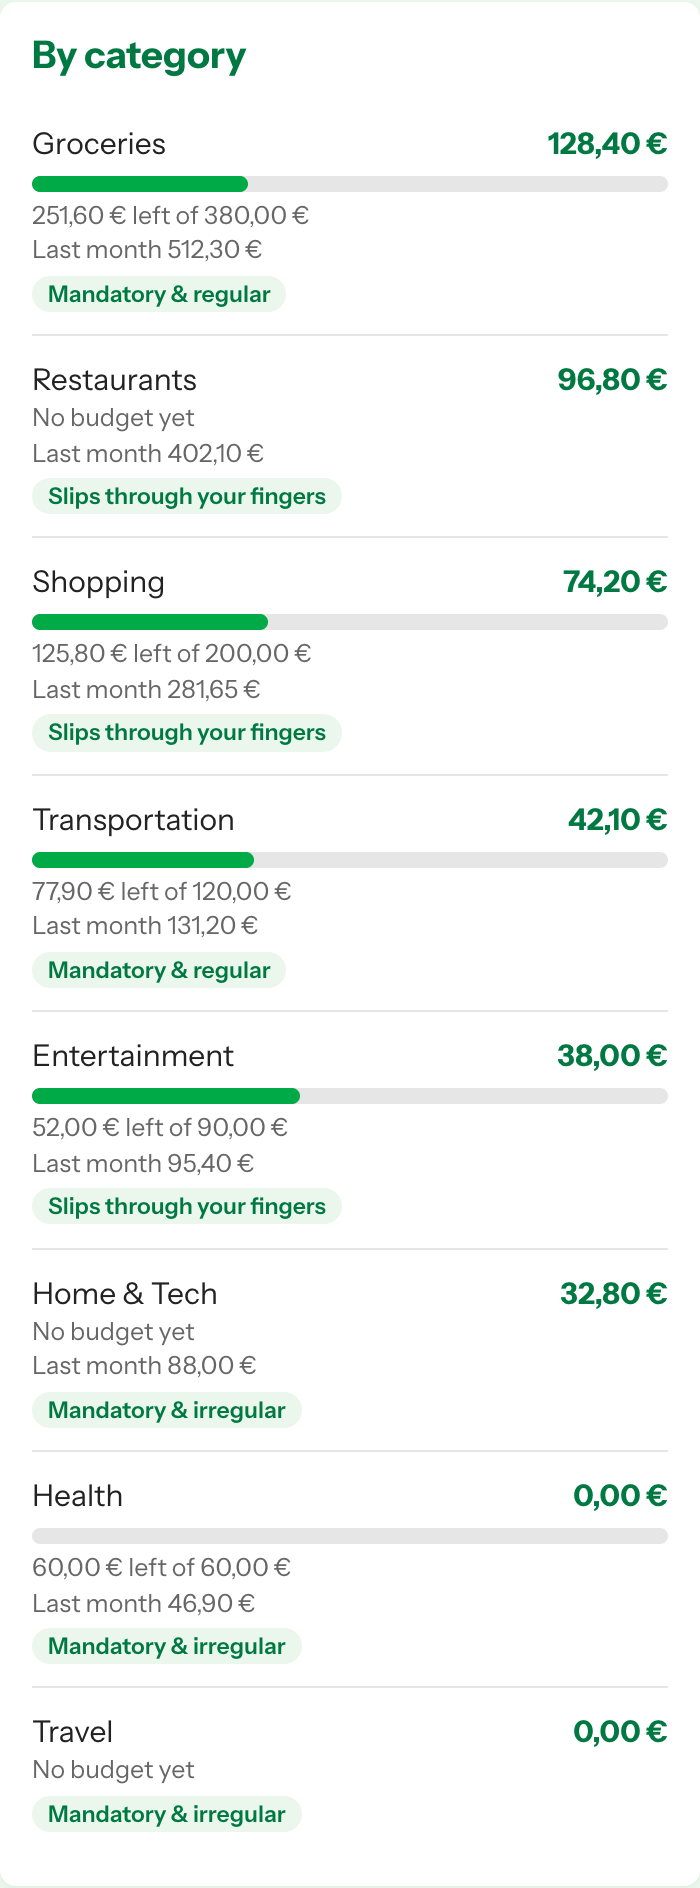 By category
Groceries 128,40 €
251,60 € left of 380,00 €
Last month 512,30 €
Mandatory & regular
Restaurants 96,80 €
No budget yet
Last month 402,10 €
Slips through your fingers
Shopping 74,20 €
125,80 € left of 200,00 €
Last month 281,65 €
Slips through your fingers
Transportation 42,10 €
77,90 € left of 120,00 €
Last month 131,20 €
Mandatory & regular
Entertainment 38,00 €
52,00 € left of 90,00 €
Last month 95,40 €
Slips through your fingers
Home & Tech 32,80 €
No budget yet
Last month 88,00 €
Mandatory & irregular
Health 0,00 €
60,00 € left of 60,00 €
Last month 46,90 €
Mandatory & irregular
Travel 0,00 €
No budget yet
Mandatory & irregular